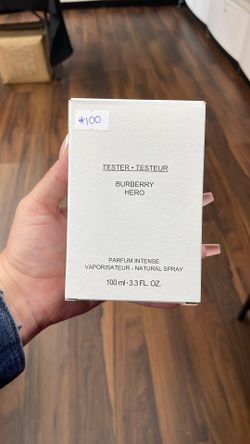 $100
TESTER • TESTEUR
BURBERRY
HERO
PARFUM INTENSE
VAPORISATEUR - NATURAL SPRAY
100 ml - 3.3 FL. OZ.